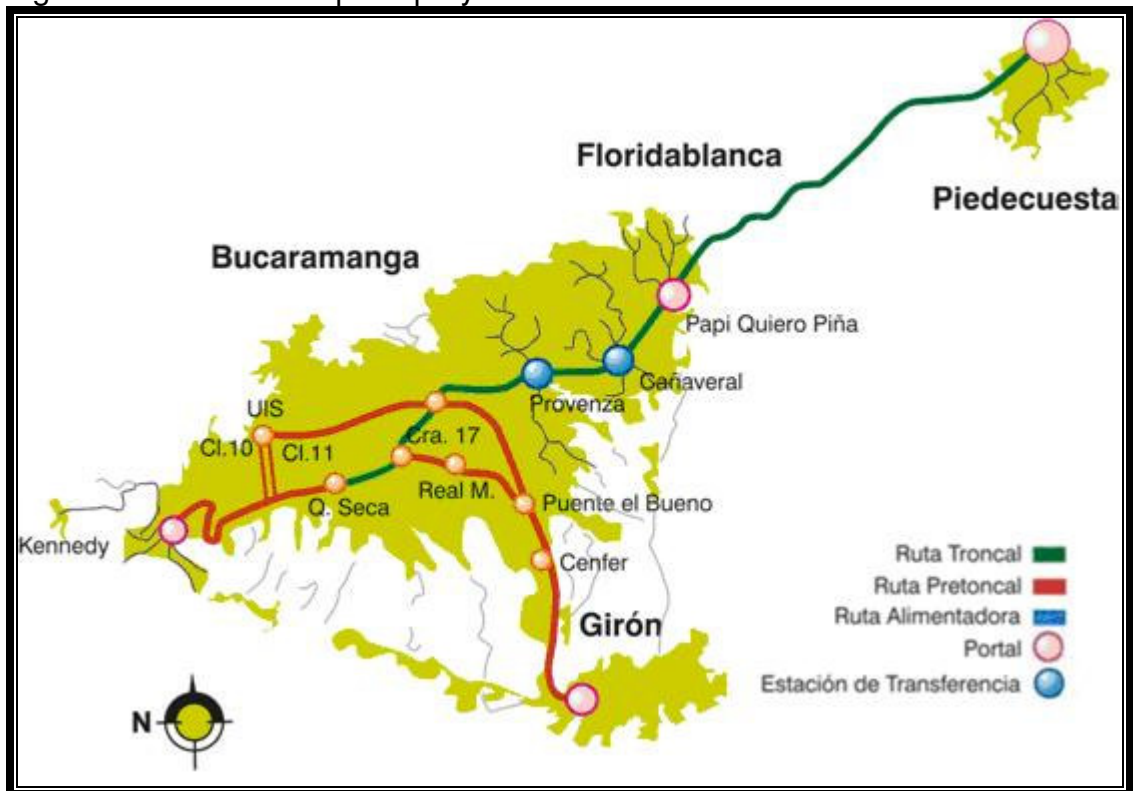 Floridablanca
Piedecuesta
Bucaramanga
Papi Quiero Piña
Cañaveral
Provenza
UIS
Cl.10
Cl.11
Cra. 17
Real M.
Q. Seca
Puente el Bueno
Kennedy
Cenfer
Girón
Ruta Troncal
Ruta Pretoncal
Ruta Alimentadora
Portal
Estación de Transferencia
N